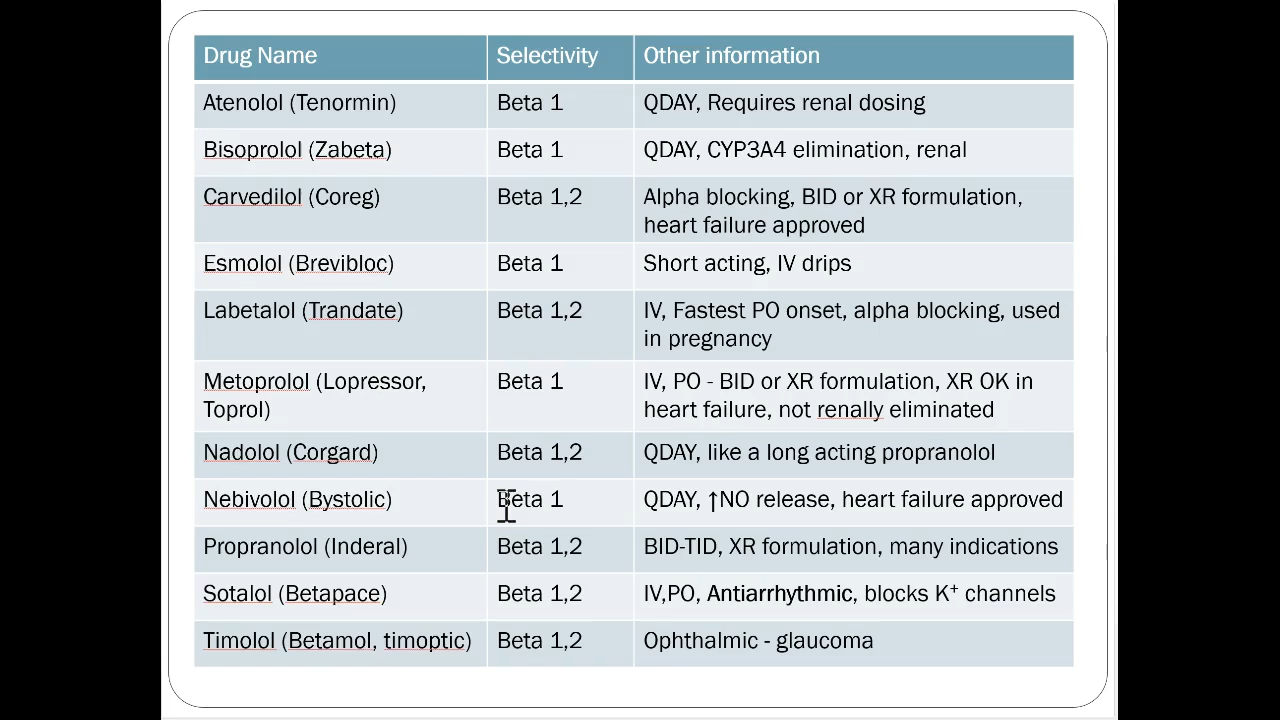 Drug Name Selectivity Other information
Atenolol (Tenormin) Beta 1 QDAY, Requires renal dosing
Bisoprolol (Zabeta) Beta 1 QDAY, CYP3A4 elimination, renal
Carvedilol (Coreg) Beta 1,2 Alpha blocking, BID or XR formulation,
heart failure approved
Esmolol (Brevibloc) Beta 1 Short acting, IV drips
Labetalol (Trandate) Beta 1,2 IV, Fastest PO onset, alpha blocking, used
in pregnancy
Metoprolol (Lopressor, Beta 1 IV, PO - BID or XR formulation, XR OK in
Toprol) heart failure, not renally eliminated
Nadolol (Corgard) Beta 1,2 QDAY, like a long acting propranolol
Nebivolol (Bystolic) Beta 1 QDAY, ↑NO release, heart failure approved
Propranolol (Inderal) Beta 1,2 BID-TID, XR formulation, many indications
Sotalol (Betapace) Beta 1,2 IV,PO, Antiarrhythmic, blocks K⁺ channels
Timolol (Betamol, timoptic) Beta 1,2 Ophthalmic - glaucoma